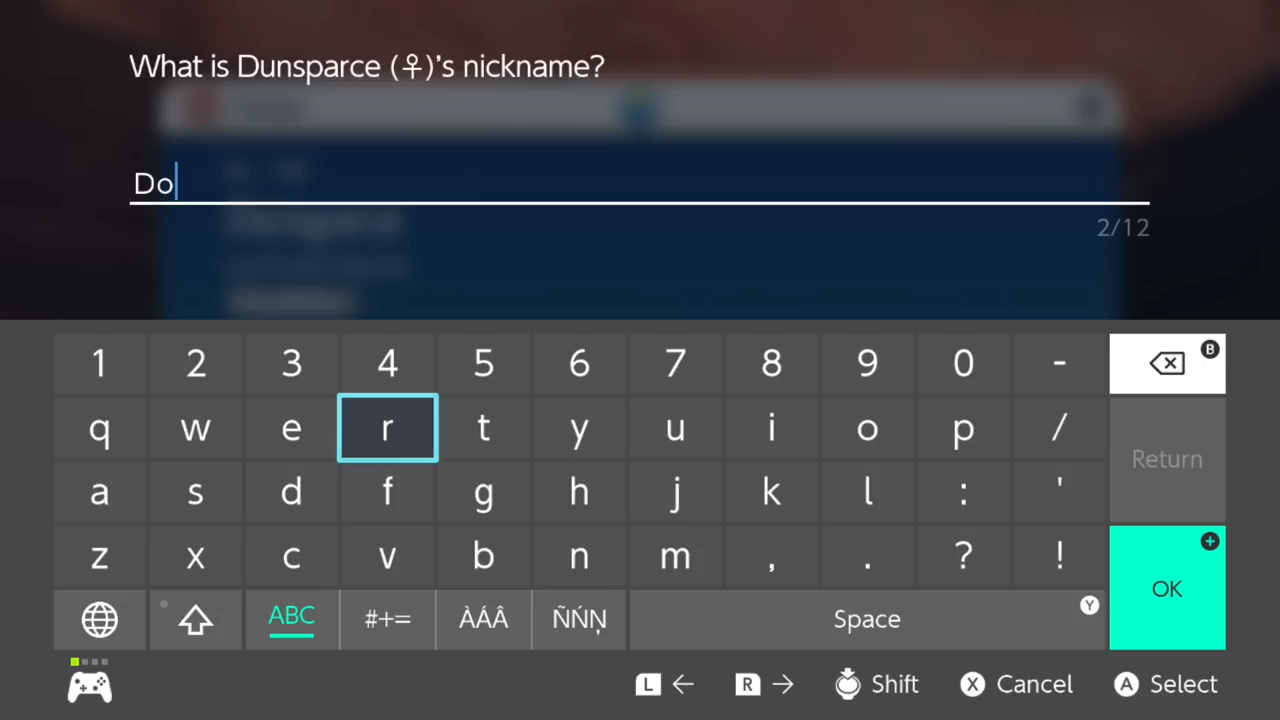 What is Dunsparce (♀)'s nickname?
Do
2/12
1 2 3 4 5 6 7 8 9 0 - B
q w e r t y u i o p / Return
a s d f g h j k l : '
z x c v b n m , . ? ! + OK
ABC #+= ÀÁÂ ÑŃŅ Space Y
L ← R → Shift X Cancel A Select